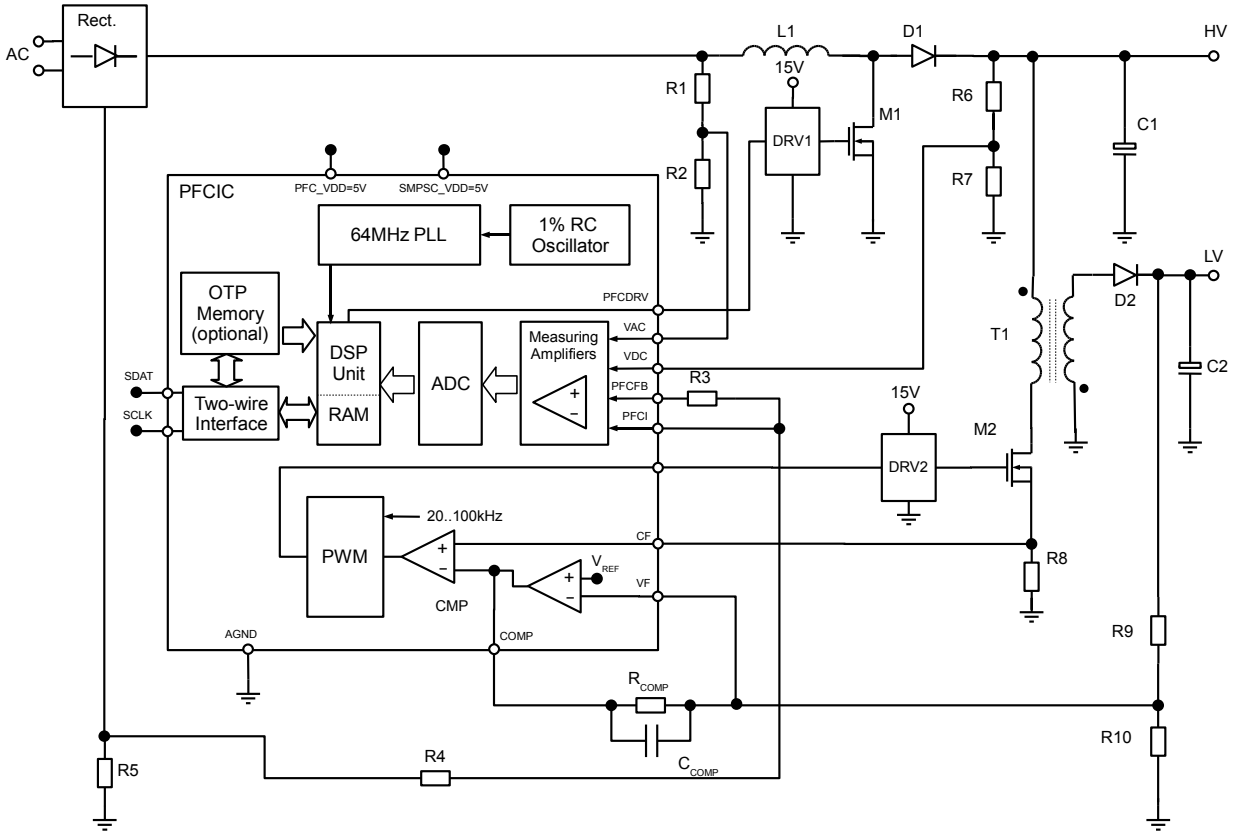 Rect.
AC
L1
D1
HV
15V
R1
R6
M1
C1
DRV1
R2
R7
PFCIC
PFC_VDD=5V
SMPSC_VDD=5V
64MHz PLL
1% RC
Oscillator
LV
D2
OTP
Memory
(optional)
PFCDRV
Measuring
Amplifiers
VAC
T1
DSP
Unit
ADC
VDC
C2
SDAT
PFCFB
R3
+
−
Two-wire
Interface
RAM
SCLK
PFCI
15V
M2
DRV2
20..100kHz
PWM
CF
+
−
VREF
R8
+
−
VF
CMP
AGND
COMP
R9
RCOMP
R10
R4
CCOMP
R5